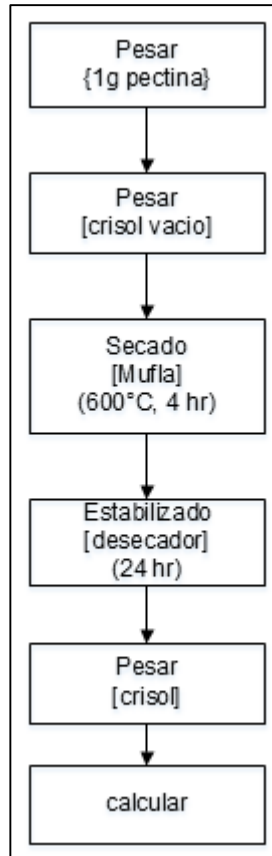 Pesar
{1g pectina}
Pesar
[crisol vacio]
Secado
[Mufla]
(600°C, 4 hr)
Estabilizado
[desecador]
(24 hr)
Pesar
[crisol]
calcular